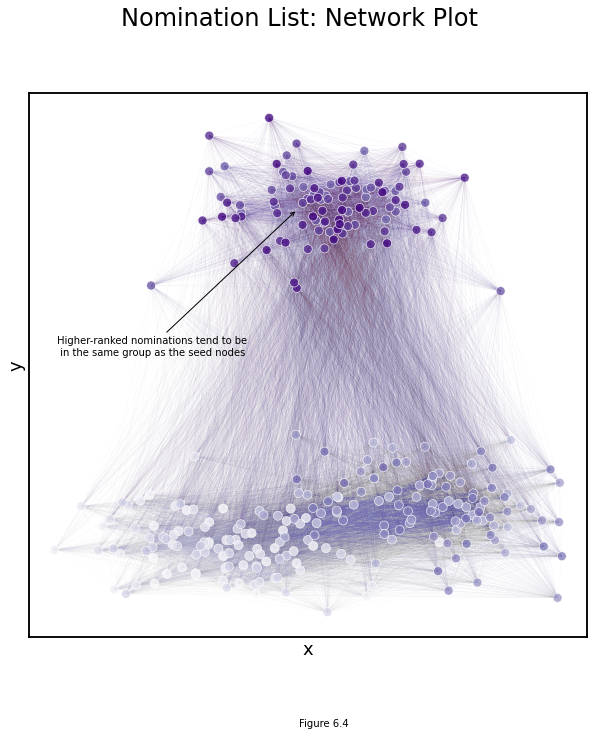 Nomination List: Network Plot
Higher-ranked nominations tend to be
in the same group as the seed nodes
y
x
Figure 6.4